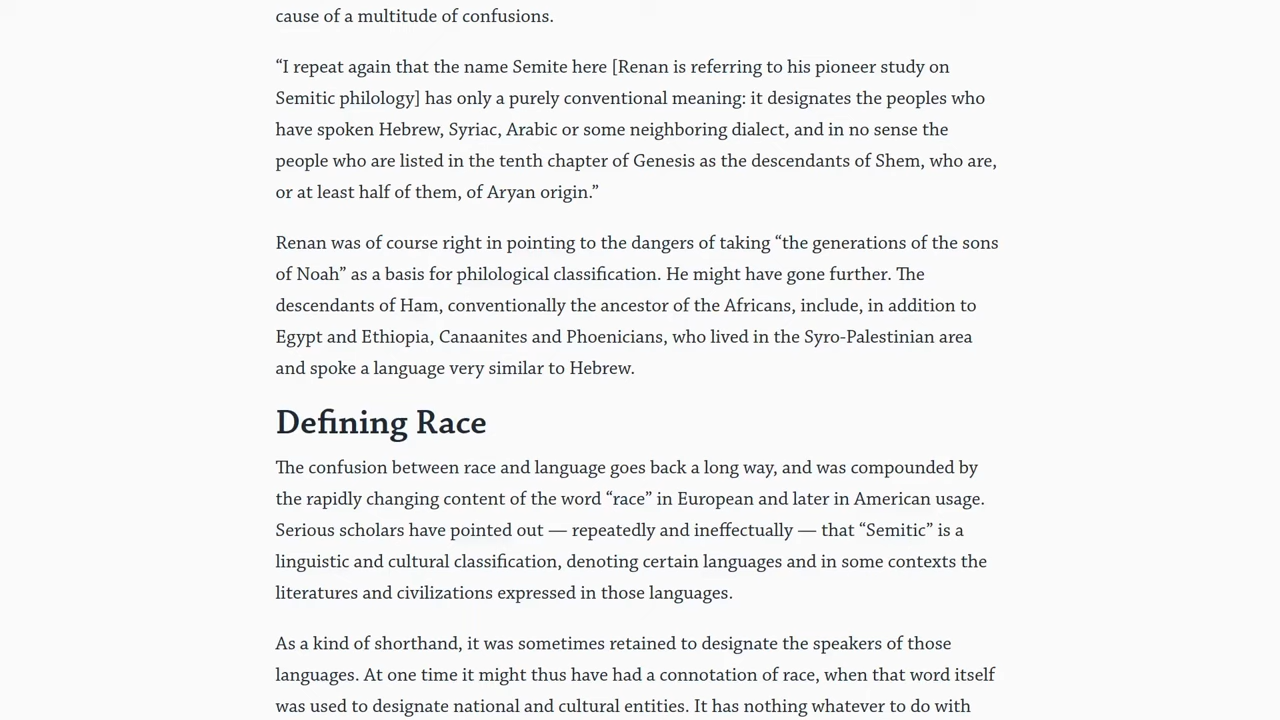 cause of a multitude of confusions.
“I repeat again that the name Semite here [Renan is referring to his pioneer study on
Semitic philology] has only a purely conventional meaning: it designates the peoples who
have spoken Hebrew, Syriac, Arabic or some neighboring dialect, and in no sense the
people who are listed in the tenth chapter of Genesis as the descendants of Shem, who are,
or at least half of them, of Aryan origin.”
Renan was of course right in pointing to the dangers of taking “the generations of the sons
of Noah” as a basis for philological classification. He might have gone further. The
descendants of Ham, conventionally the ancestor of the Africans, include, in addition to
Egypt and Ethiopia, Canaanites and Phoenicians, who lived in the Syro-Palestinian area
and spoke a language very similar to Hebrew.
Defining Race
The confusion between race and language goes back a long way, and was compounded by
the rapidly changing content of the word “race” in European and later in American usage.
Serious scholars have pointed out — repeatedly and ineffectually — that “Semitic” is a
linguistic and cultural classification, denoting certain languages and in some contexts the
literatures and civilizations expressed in those languages.
As a kind of shorthand, it was sometimes retained to designate the speakers of those
languages. At one time it might thus have had a connotation of race, when that word itself
was used to designate national and cultural entities. It has nothing whatever to do with